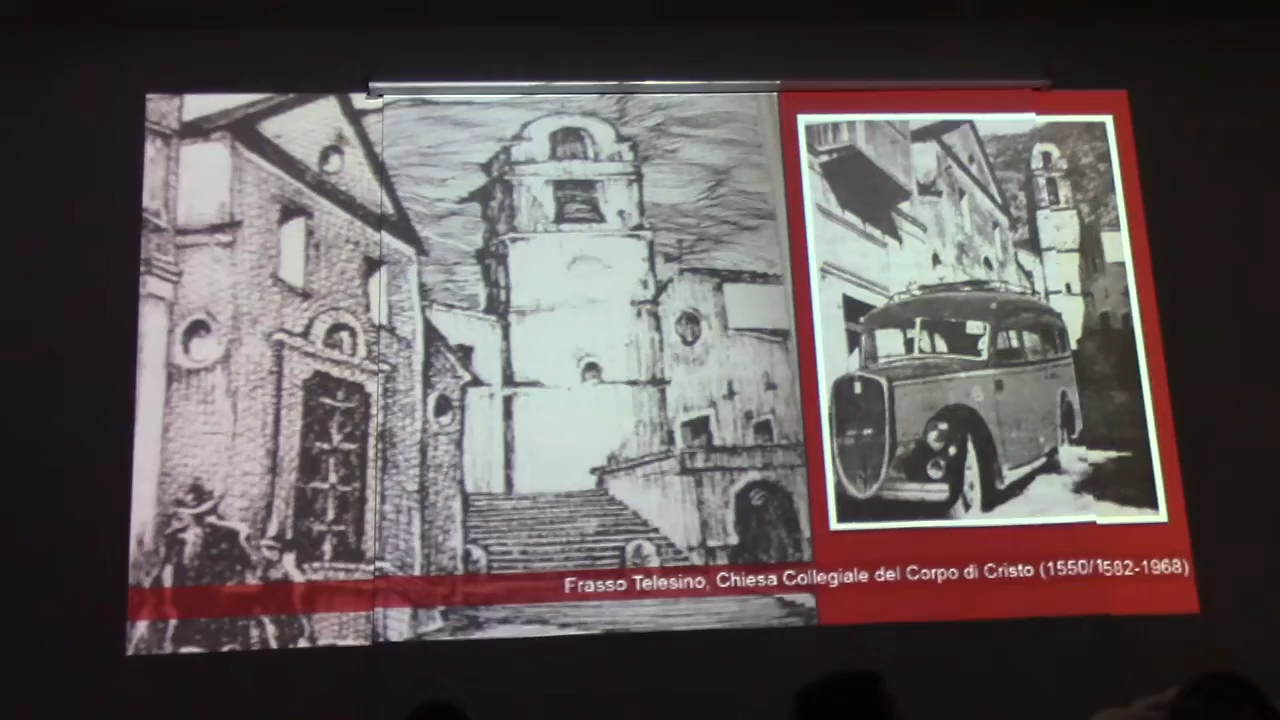 Frasso Telesino, Chiesa Collegiale del Corpo di Cristo (1550/1582-1968)